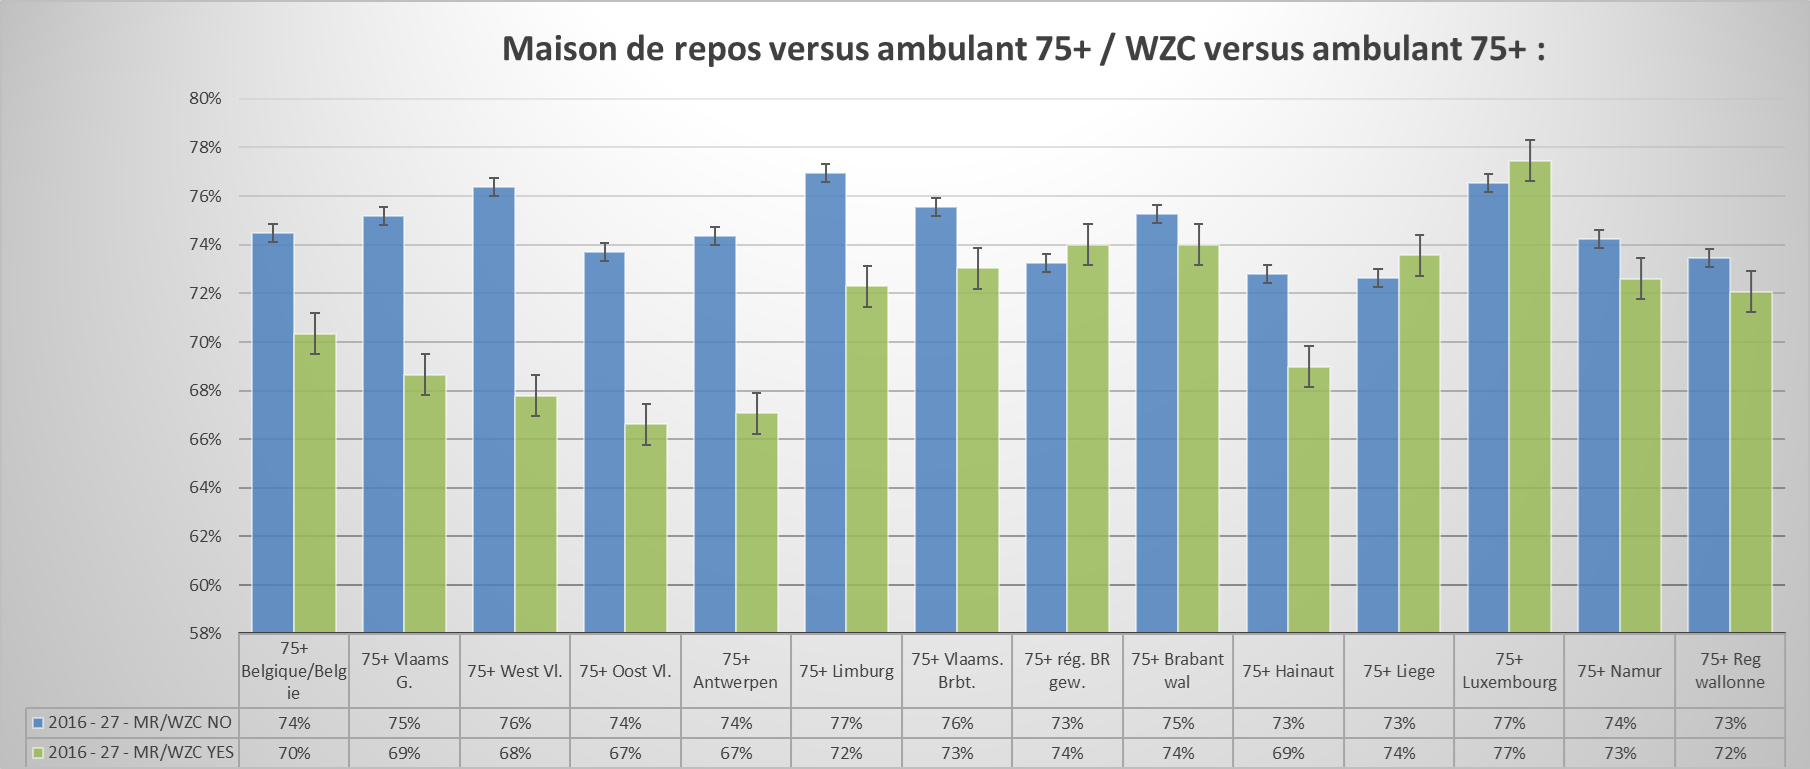 Maison de repos versus ambulant 75+ / WZC versus ambulant 75+ :
80%
78%
76%
74%
72%
70%
68%
66%
64%
62%
60%
58%
75+
Belgique/Belg
ie
75+ Vlaams
G.
75+ West Vl.
75+ Oost Vl.
75+
Antwerpen
75+ Limburg
75+ Vlaams.
Brbt.
75+ rég. BR
gew.
75+ Brabant
wal
75+ Hainaut
75+ Liege
75+
Luxembourg
75+ Namur
75+ Reg
wallonne
2016 - 27 - MR/WZC NO 74% 75% 76% 74% 74% 77% 76% 73% 75% 73% 73% 77% 74% 73%
2016 - 27 - MR/WZC YES 70% 69% 68% 67% 67% 72% 73% 74% 74% 69% 74% 77% 73% 72%